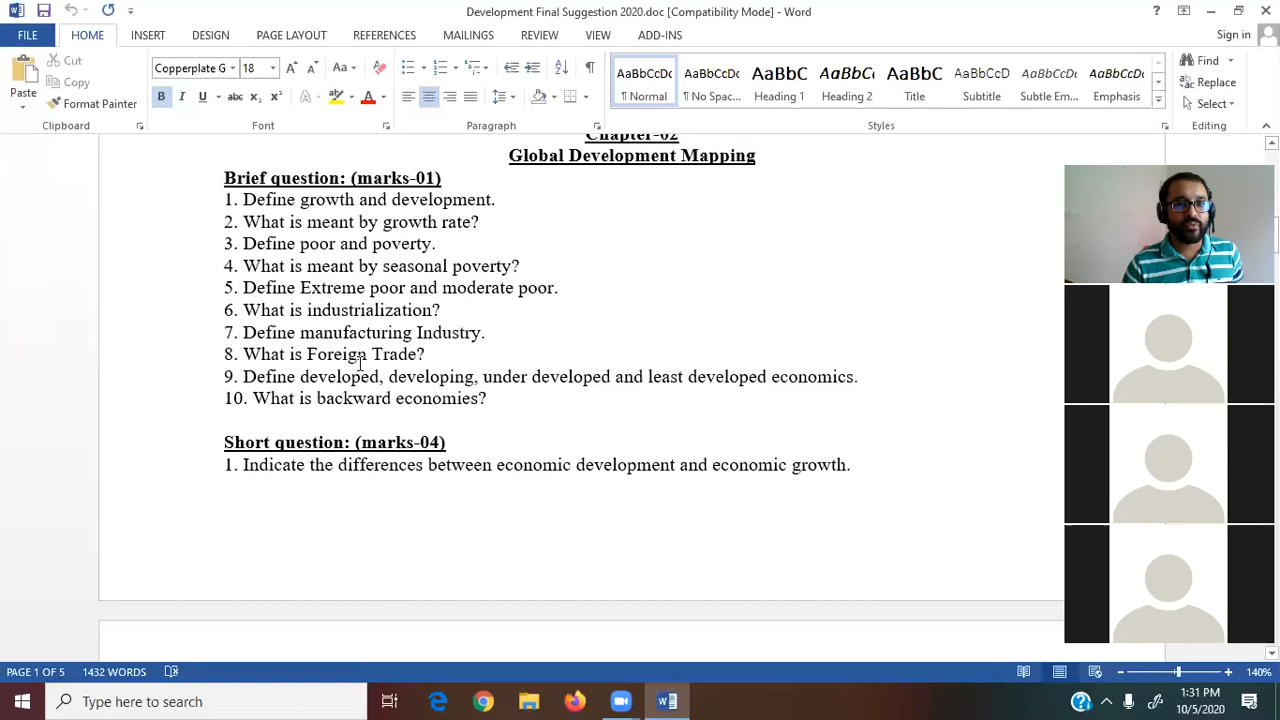 Development Final Suggestion 2020.doc [Compatibility Mode] - Word
FILE HOME INSERT DESIGN PAGE LAYOUT REFERENCES MAILINGS REVIEW VIEW ADD-INS Sign in
Paste
Cut
Copy
Format Painter
Clipboard
Copperplate G 18
Font
Paragraph
AaBbCcDc AaBbCcDc AaBbC AaBbCc AaBbC AaBbCcD AaBbCcDc AaBbCcDc
¶ Normal ¶ No Spac... Heading 1 Heading 2 Title Subtitle Subtle Em... Emphasis
Styles
Find
Replace
Select
Editing
Chapter-02
Global Development Mapping
Brief question: (marks-01)
1. Define growth and development.
2. What is meant by growth rate?
3. Define poor and poverty.
4. What is meant by seasonal poverty?
5. Define Extreme poor and moderate poor.
6. What is industrialization?
7. Define manufacturing Industry.
8. What is Foreign Trade?
9. Define developed, developing, under developed and least developed economics.
10. What is backward economies?
Short question: (marks-04)
1. Indicate the differences between economic development and economic growth.
PAGE 1 OF 5 1432 WORDS 140%
Type here to search
1:31 PM
10/5/2020